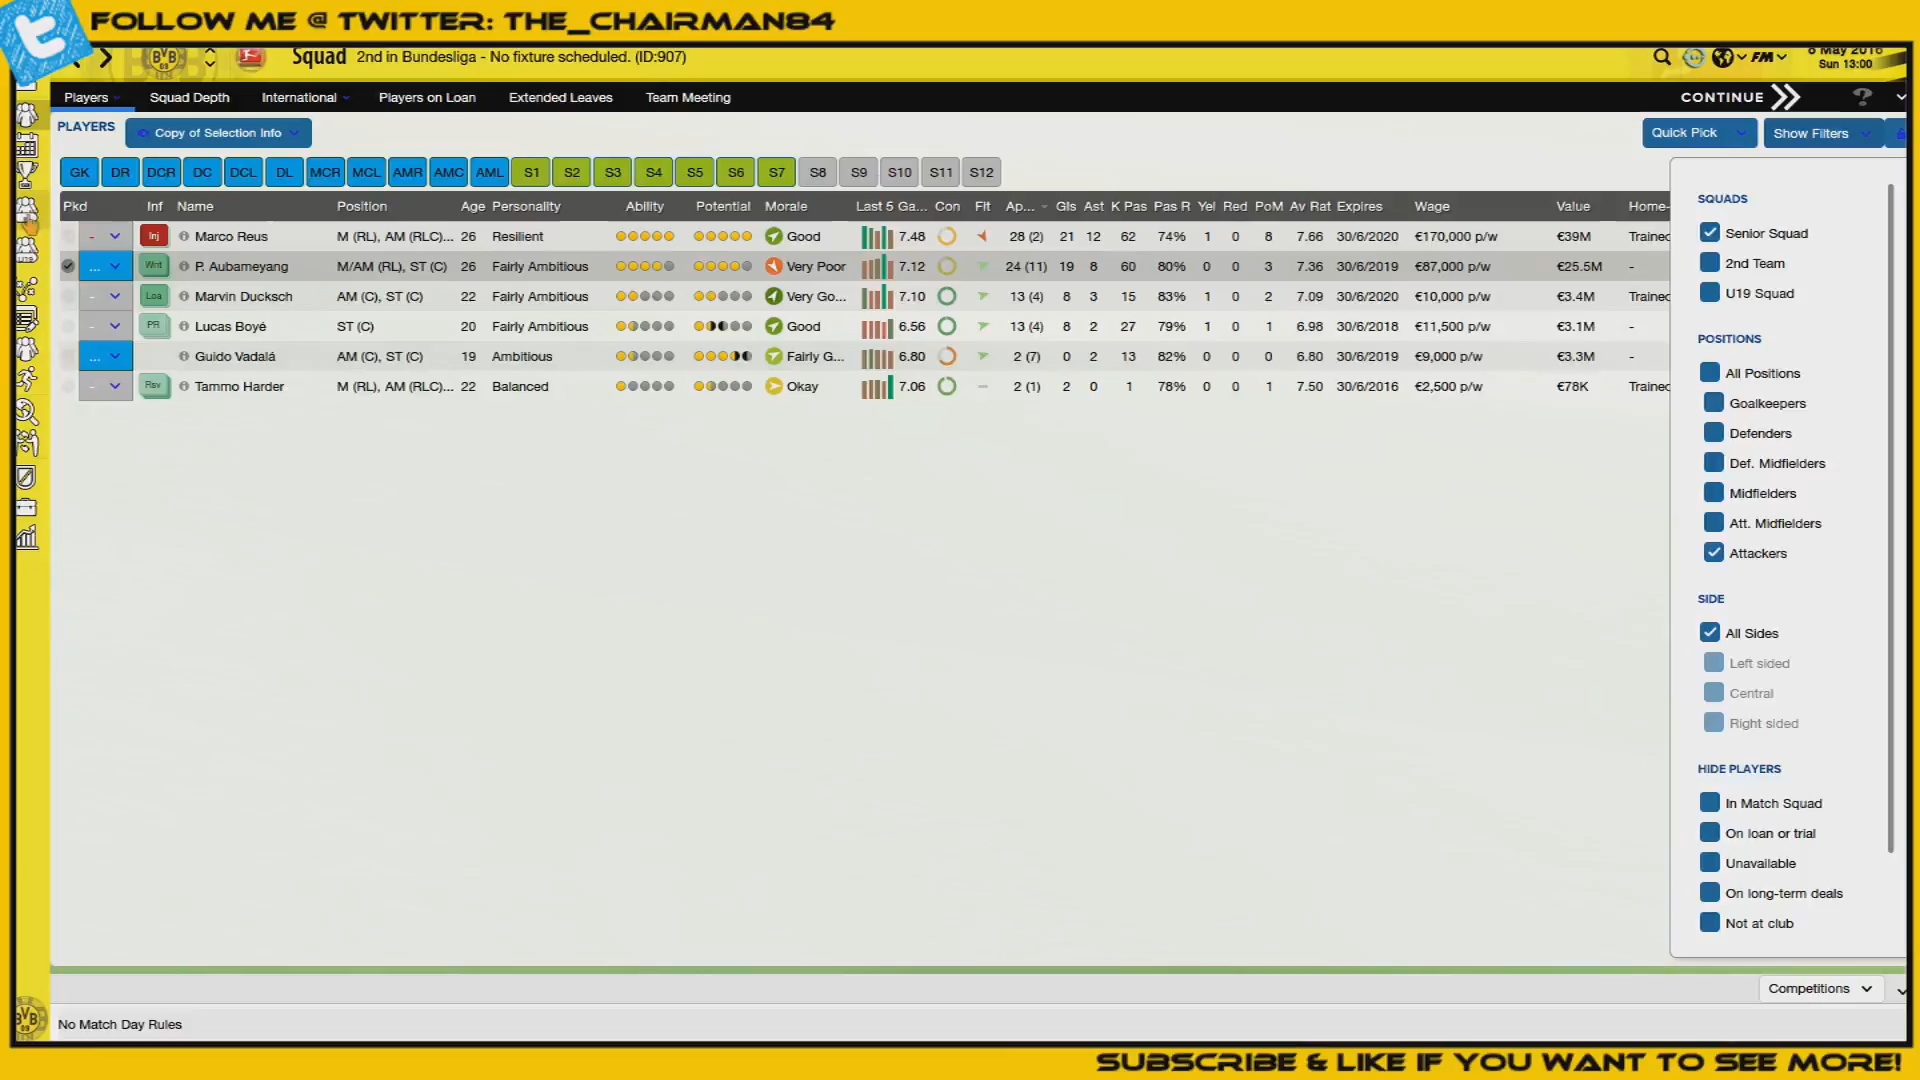 FOLLOW ME @ TWITTER: THE_CHAIRMAN84
Squad 2nd in Bundesliga - No fixture scheduled. (ID:907)
FM
8 May 2016
Sun 13:00
Players Squad Depth International Players on Loan Extended Leaves Team Meeting CONTINUE ?
PLAYERS Copy of Selection Info Quick Pick Show Filters
GK DR DCR DC DCL DL MCR MCL AMR AMC AML S1 S2 S3 S4 S5 S6 S7 S8 S9 S10 S11 S12
Pkd Inf Name Position Age Personality Ability Potential Morale Last 5 Ga... Con Fit Ap... Gls Ast K Pas Pas R Yel Red PoM Av Rat Expires Wage Value Home-
- Inj Marco Reus M (RL), AM (RLC)... 26 Resilient Good 7.48 28 (2) 21 12 62 74% 1 0 8 7.66 30/6/2020 €170,000 p/w €39M Trained
... Wnt P. Aubameyang M/AM (RL), ST (C) 26 Fairly Ambitious Very Poor 7.12 24 (11) 19 8 60 80% 0 0 3 7.36 30/6/2019 €87,000 p/w €25.5M -
- Loa Marvin Ducksch AM (C), ST (C) 22 Fairly Ambitious Very Go... 7.10 13 (4) 8 3 15 83% 1 0 2 7.09 30/6/2020 €10,000 p/w €3.4M Trained
- PR Lucas Boyé ST (C) 20 Fairly Ambitious Good 6.56 13 (4) 8 2 27 79% 1 0 1 6.98 30/6/2018 €11,500 p/w €3.1M -
... Guido Vadalá AM (C), ST (C) 19 Ambitious Fairly G... 6.80 2 (7) 0 2 13 82% 0 0 0 6.80 30/6/2019 €9,000 p/w €3.3M -
- Rsv Tammo Harder M (RL), AM (RLC)... 22 Balanced Okay 7.06 - 2 (1) 2 0 1 78% 0 0 1 7.50 30/6/2016 €2,500 p/w €78K Trained
SQUADS
Senior Squad
2nd Team
U19 Squad
POSITIONS
All Positions
Goalkeepers
Defenders
Def. Midfielders
Midfielders
Att. Midfielders
Attackers
SIDE
All Sides
Left sided
Central
Right sided
HIDE PLAYERS
In Match Squad
On loan or trial
Unavailable
On long-term deals
Not at club
Competitions
BVB
09
No Match Day Rules
SUBSCRIBE & LIKE IF YOU WANT TO SEE MORE!